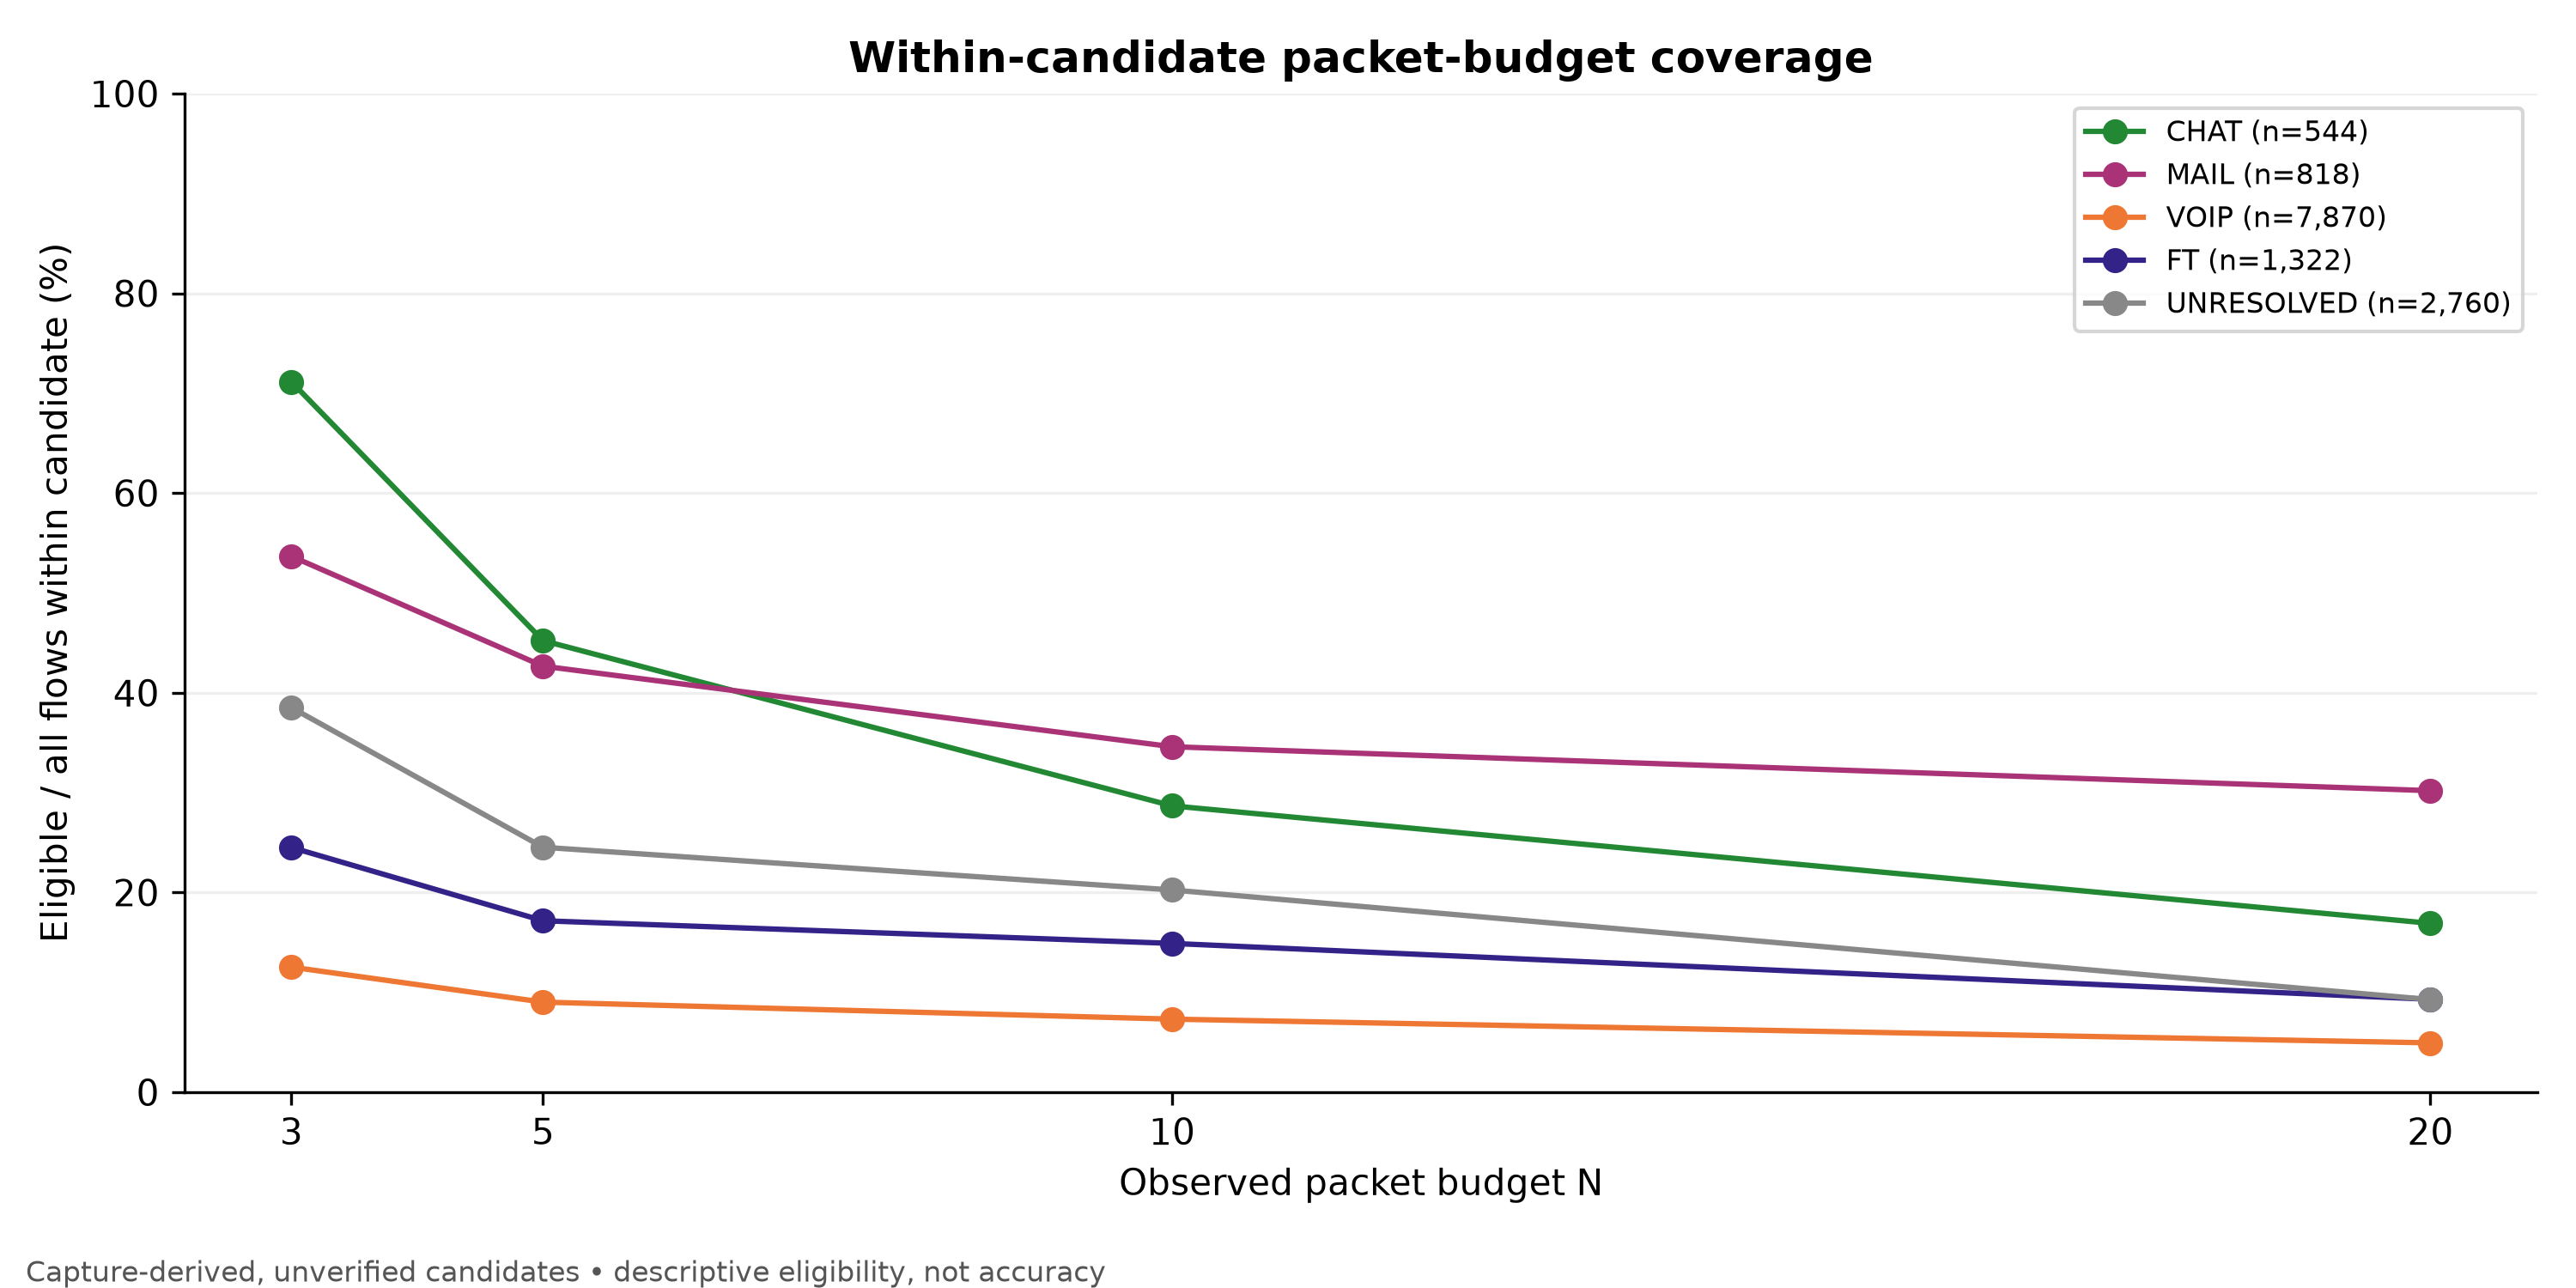 Within-candidate packet-budget coverage
100
80
60
40
20
0
Eligible / all flows within candidate (%)
CHAT (n=544)
MAIL (n=818)
VOIP (n=7,870)
FT (n=1,322)
UNRESOLVED (n=2,760)
3
5
10
20
Observed packet budget N
Capture-derived, unverified candidates • descriptive eligibility, not accuracy